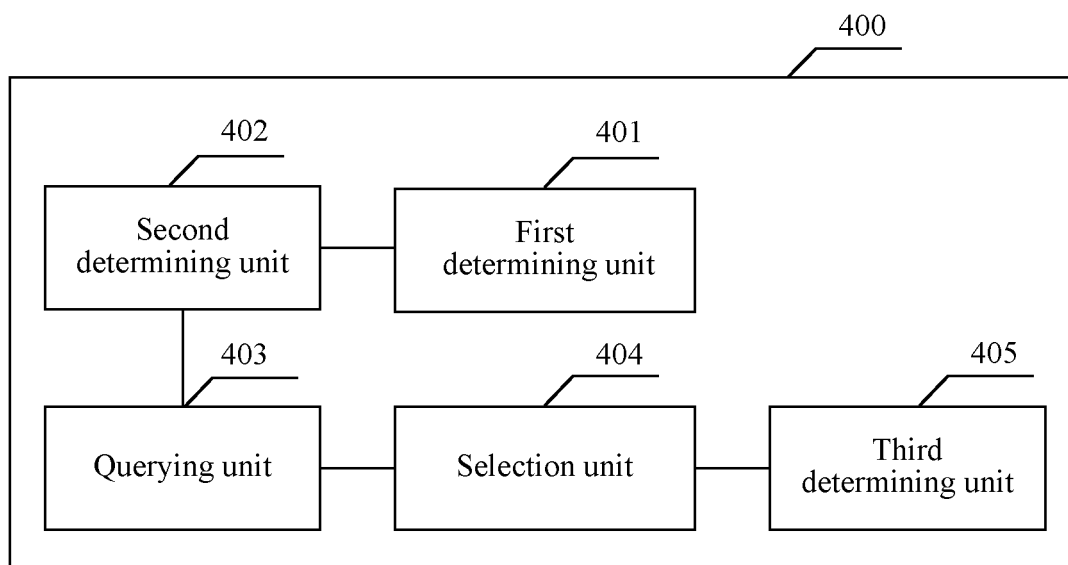 400
402
401
Second
determining unit
First
determining unit
403
404
405
Querying unit
Selection unit
Third
determining unit